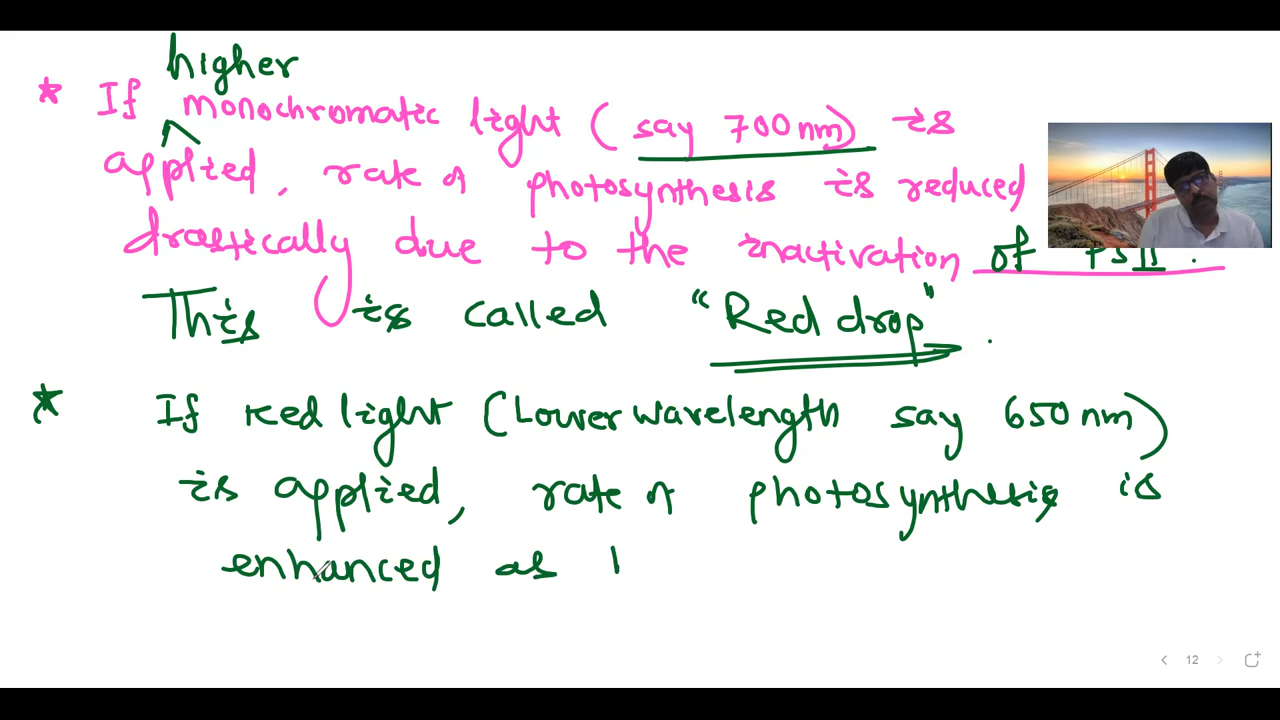 higher
* If monochromatic light (say 700nm) is
applied, rate of photosynthesis is reduced
drastically due to the inactivation of PSII.
This is called "Red drop".
* If Red light (Lower wavelength say 650nm)
is applied, rate of photosynthesis is
enhanced as
12